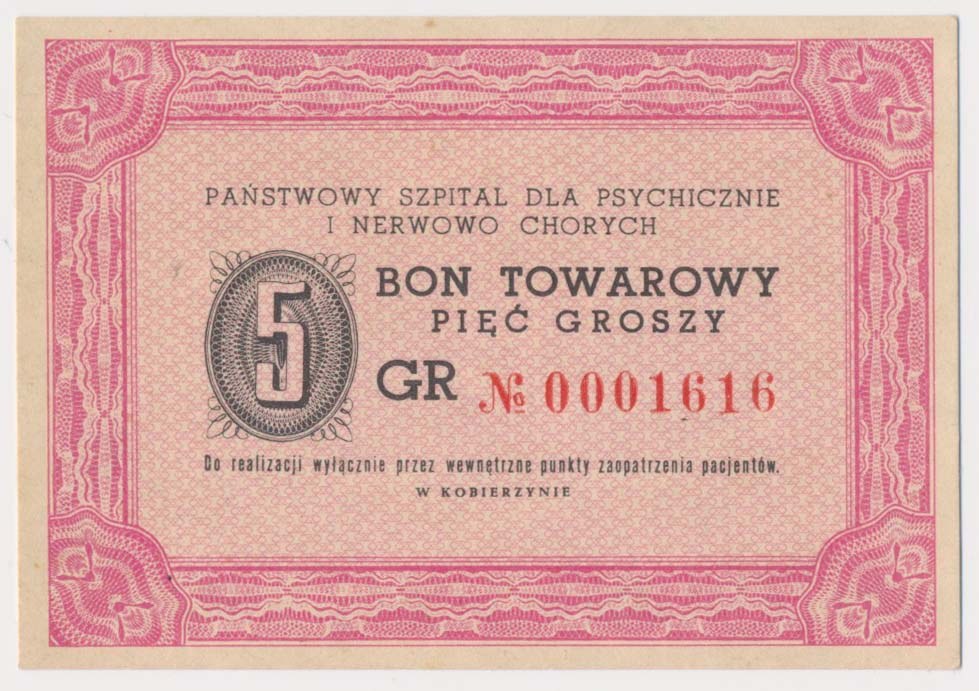 PAŃSTWOWY SZPITAL DLA PSYCHICZNIE
I NERWOWO CHORYCH
BON TOWAROWY
PIĘĆ GROSZY
5 GR № 0001616
Do realizacji wyłącznie przez wewnętrzne punkty zaopatrzenia pacjentów.
W KOBIERZYNIE